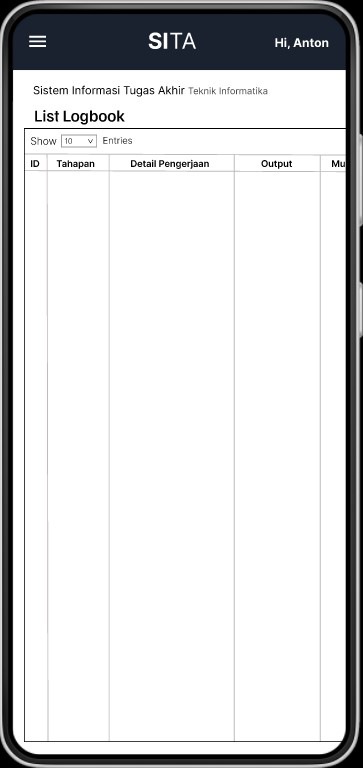 SITA
Hi, Anton
Sistem Informasi Tugas Akhir Teknik Informatika
List Logbook
Show 10 Entries
ID Tahapan Detail Pengerjaan Output Mu